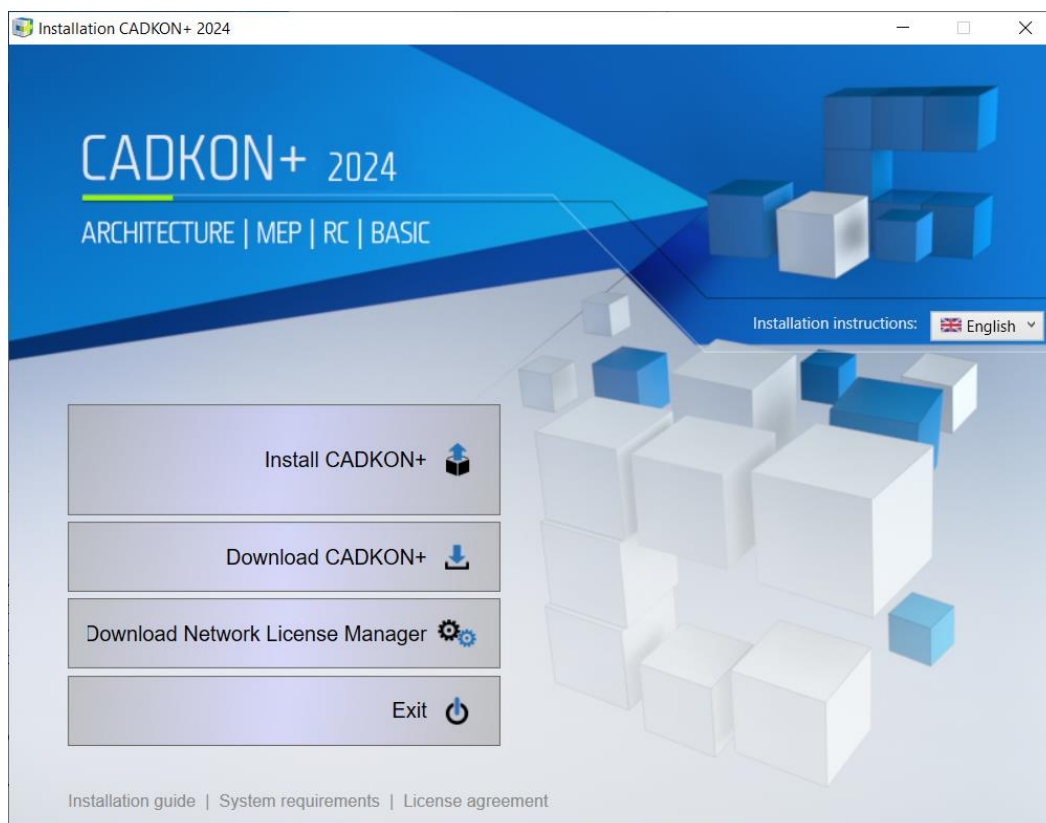 Installation CADKON+ 2024
CADKON+ 2024
ARCHITECTURE | MEP | RC | BASIC
Installation instructions: English
Install CADKON+
Download CADKON+
Download Network License Manager
Exit
Installation guide | System requirements | License agreement